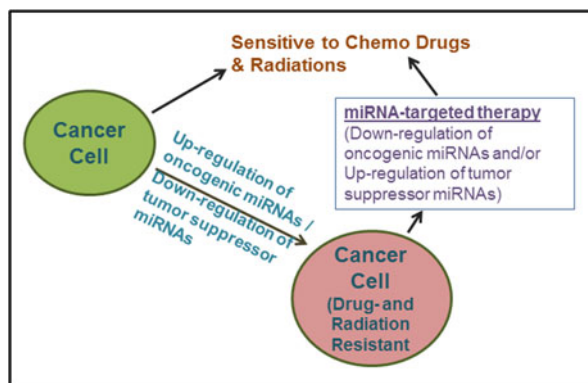 Sensitive to Chemo Drugs
& Radiations
Cancer
Cell
Up-regulation of
oncogenic miRNAs /
Down-regulation of
tumor suppressor
miRNAs
miRNA-targeted therapy
(Down-regulation of
oncogenic miRNAs and/or
Up-regulation of tumor
suppressor miRNAs)
Cancer
Cell
(Drug- and
Radiation
Resistant